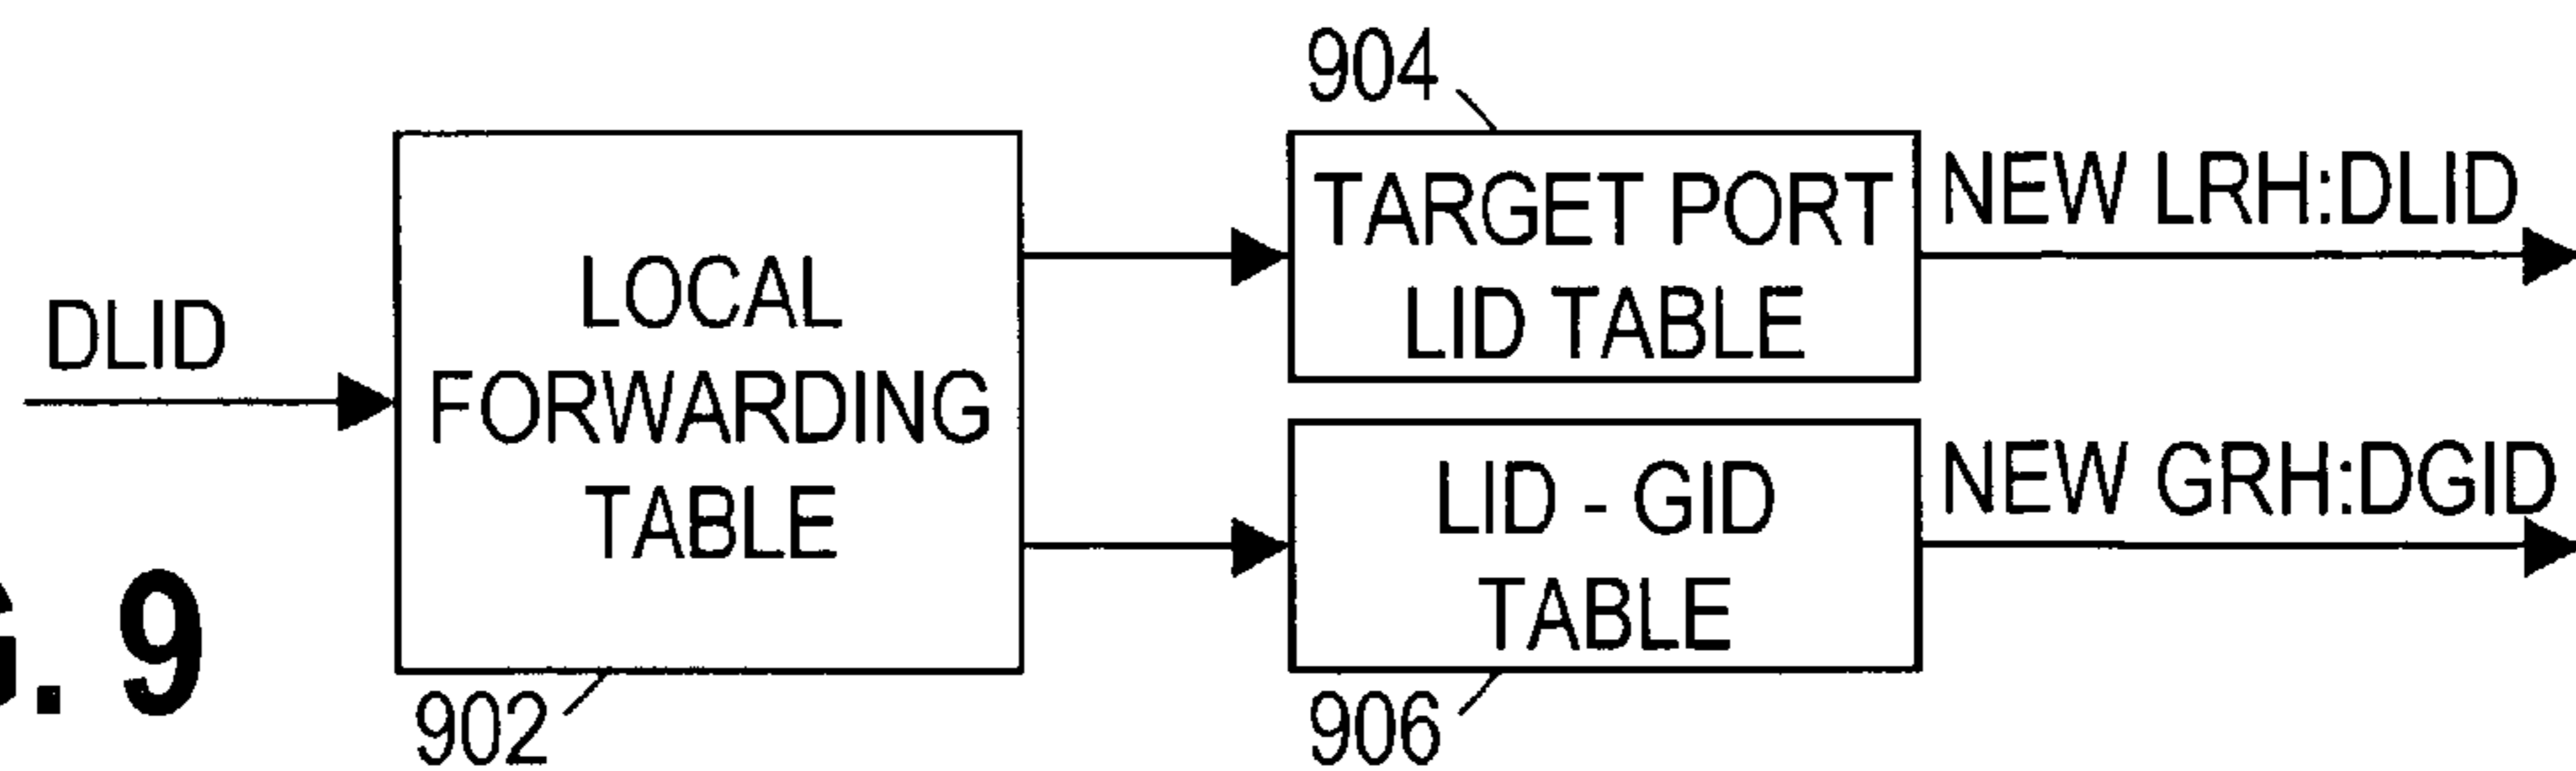 904
TARGET PORT
LID TABLE
NEW LRH:DLID
DLID
LOCAL
FORWARDING
TABLE
LID - GID
TABLE
NEW GRH:DGID
902
906
G. 9